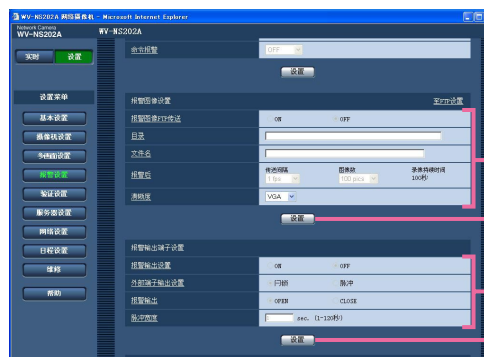 WV-NS202A 网络摄像机 - Microsoft Internet Explorer
Network Camera
WV-NS202A
WV-NS202A
实时 设置
命令报警 OFF
设置
设置菜单
基本设置
摄像机设置
多画面设置
报警设置
验证设置
服务器设置
网络设置
日程设置
维修
帮助
报警图像设置 至FTP设置
报警图像FTP传送 ON OFF
目录
文件名
报警后 传送间隔 图像数 录像持续时间
1 fps 100 pics 100秒
清晰度 VGA
设置
报警输出端子设置
报警输出设置 ON OFF
外部端子输出设置 闩锁 脉冲
报警输出 OPEN CLOSE
脉冲宽度 sec. (1-120秒)
设置